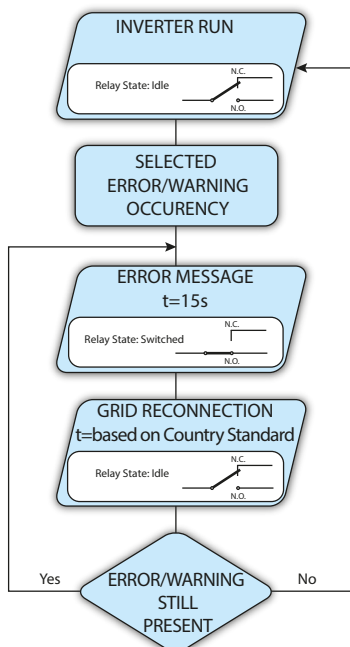 INVERTER RUN
N.C.
Relay State: Idle
N.O.
SELECTED
ERROR/WARNING
OCCURENCY
ERROR MESSAGE
t=15s
N.C.
Relay State: Switched
N.O.
GRID RECONNECTION
t=based on Country Standard
N.C.
Relay State: Idle
N.O.
Yes
ERROR/WARNING
STILL
PRESENT
No